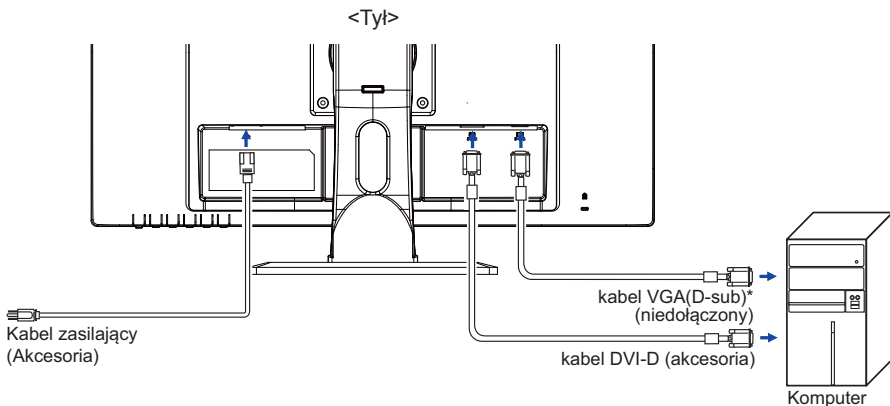 <Tył>
kabel VGA(D-sub)*
(niedołączony)
Kabel zasilający
(Akcesoria)
kabel DVI-D (akcesoria)
Komputer